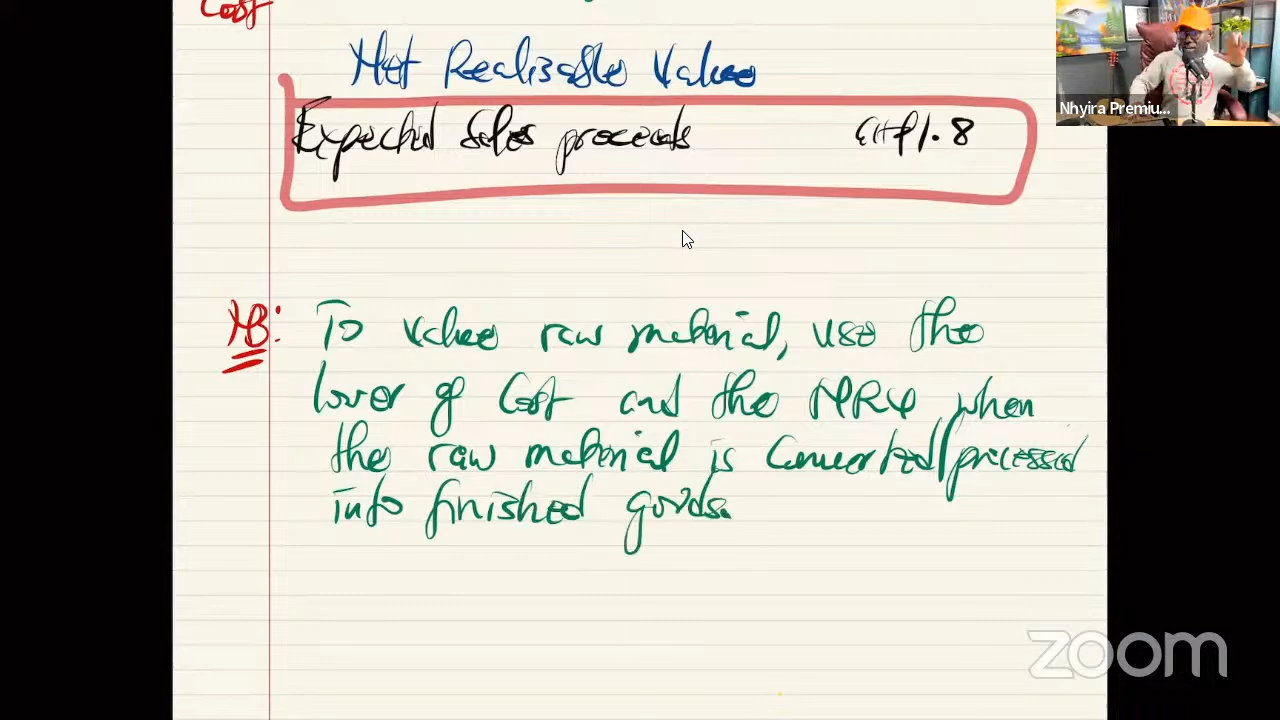 Cost
Net Realisable Value
Expected sales proceeds GH¢1.8
NB: To value raw material, use the
lower of Cost and the NRV when
the raw material is Converted/processed
into finished goods.
Nhyira Premiu...
zoom